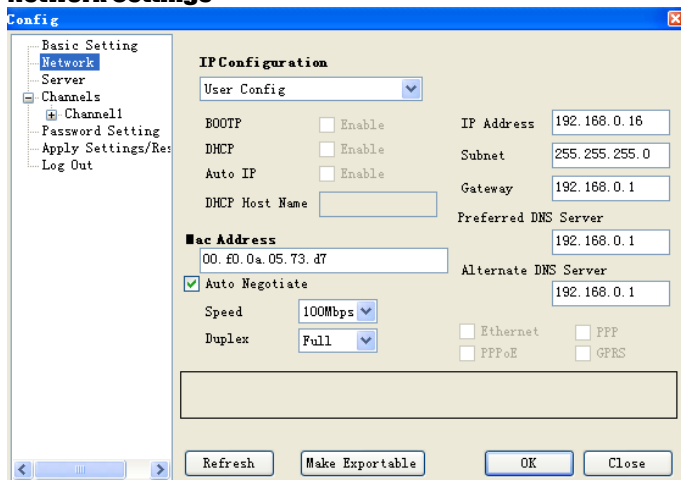 Network Settings
Config
Basic Setting
Network
Server
Channels
Channel1
Password Setting
Apply Settings/Res
Log Out
IP Configuration
User Config
BOOTP Enable
DHCP Enable
Auto IP Enable
DHCP Host Name
IP Address 192.168.0.16
Subnet 255.255.255.0
Gateway 192.168.0.1
Preferred DNS Server
192.168.0.1
Alternate DNS Server
192.168.0.1
Mac Address
00.f0.0a.05.73.d7
Auto Negotiate
Speed 100Mbps
Duplex Full
Ethernet PPP
PPPoE GPRS
Refresh Make Exportable OK Close